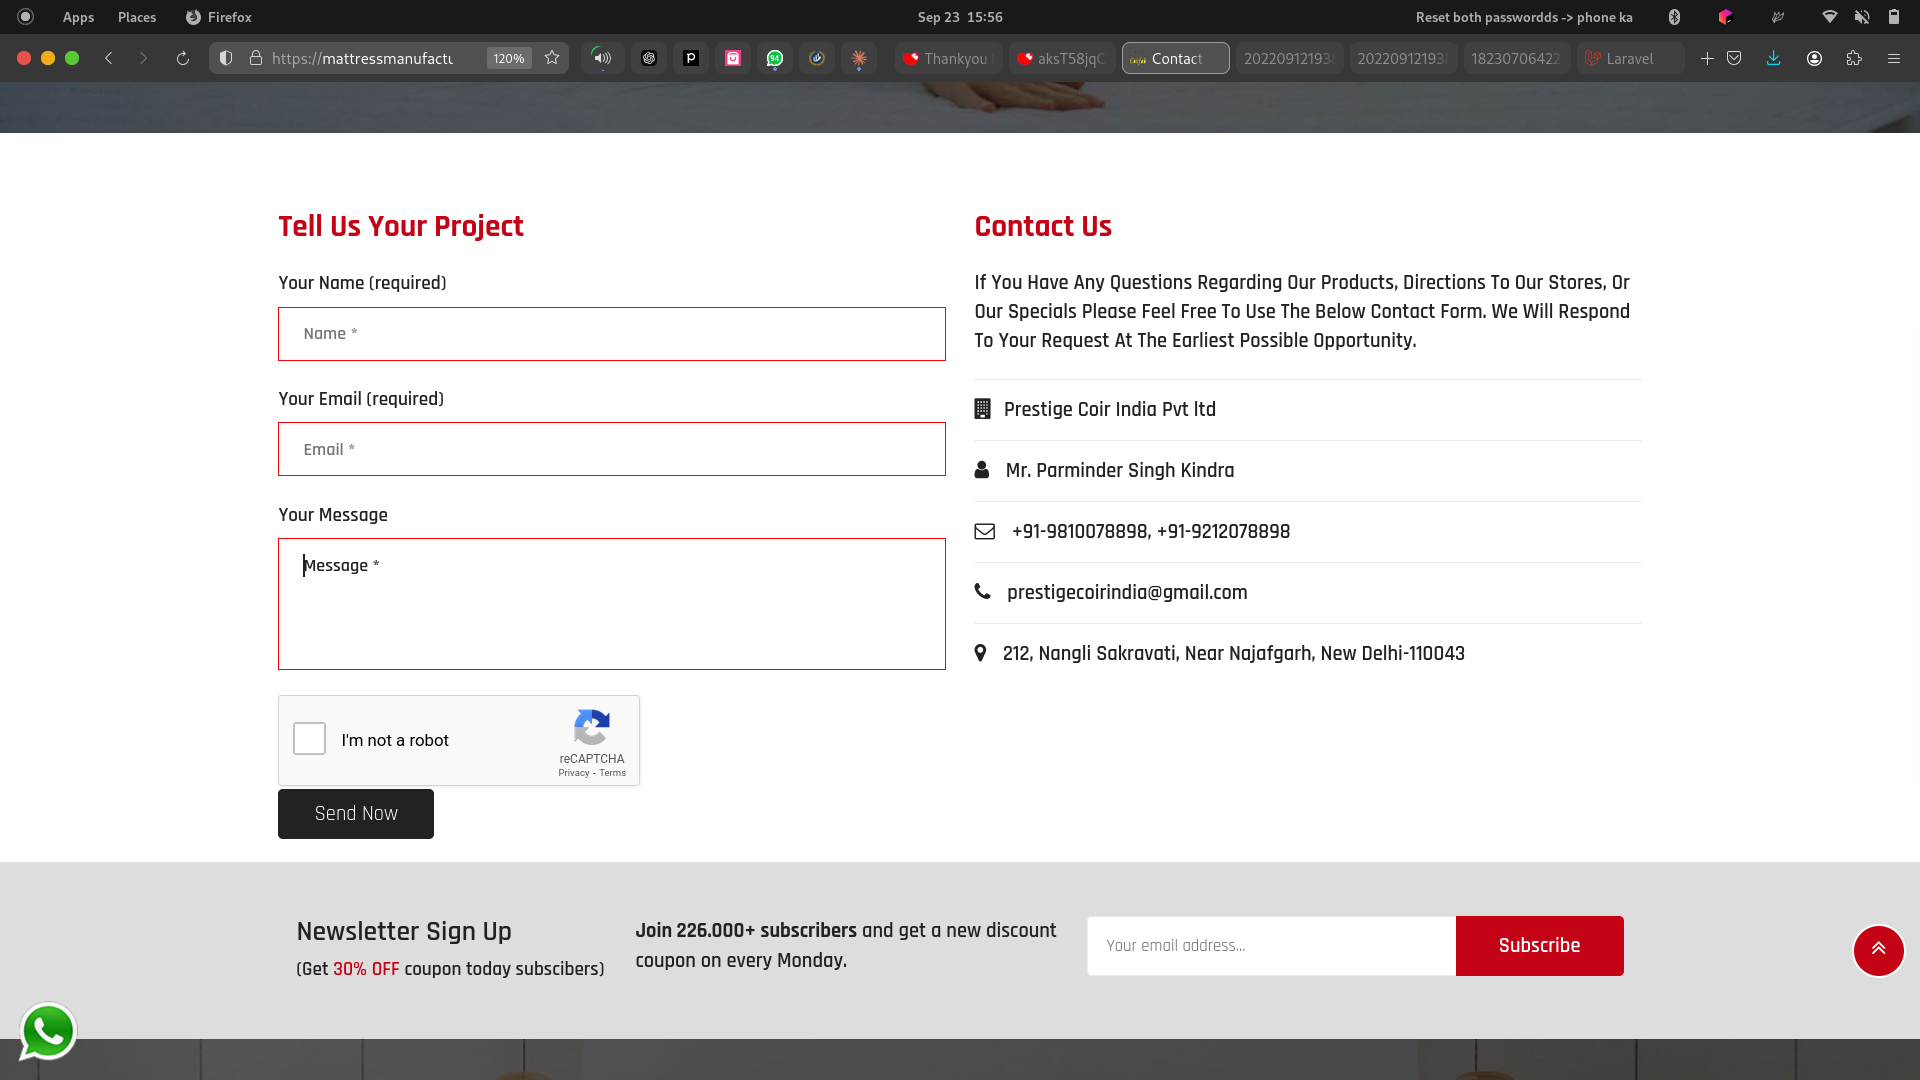 Apps Places Firefox Sep 23 15:56 Reset both passwordds -> phone ka
https://mattressmanufactu 120% 94 Thankyou aksT58jqC Contact 202209121938 202209121938 18230706422 Laravel
Tell Us Your Project
Your Name (required)
Name *
Your Email (required)
Email *
Your Message
Message *
I'm not a robot
reCAPTCHA
Privacy - Terms
Send Now
Contact Us
If You Have Any Questions Regarding Our Products, Directions To Our Stores, Or
Our Specials Please Feel Free To Use The Below Contact Form. We Will Respond
To Your Request At The Earliest Possible Opportunity.
Prestige Coir India Pvt ltd
Mr. Parminder Singh Kindra
+91-9810078898, +91-9212078898
prestigecoirindia@gmail.com
212, Nangli Sakravati, Near Najafgarh, New Delhi-110043
Newsletter Sign Up
(Get 30% OFF coupon today subscibers)
Join 226.000+ subscribers and get a new discount
coupon on every Monday.
Your email address...
Subscribe